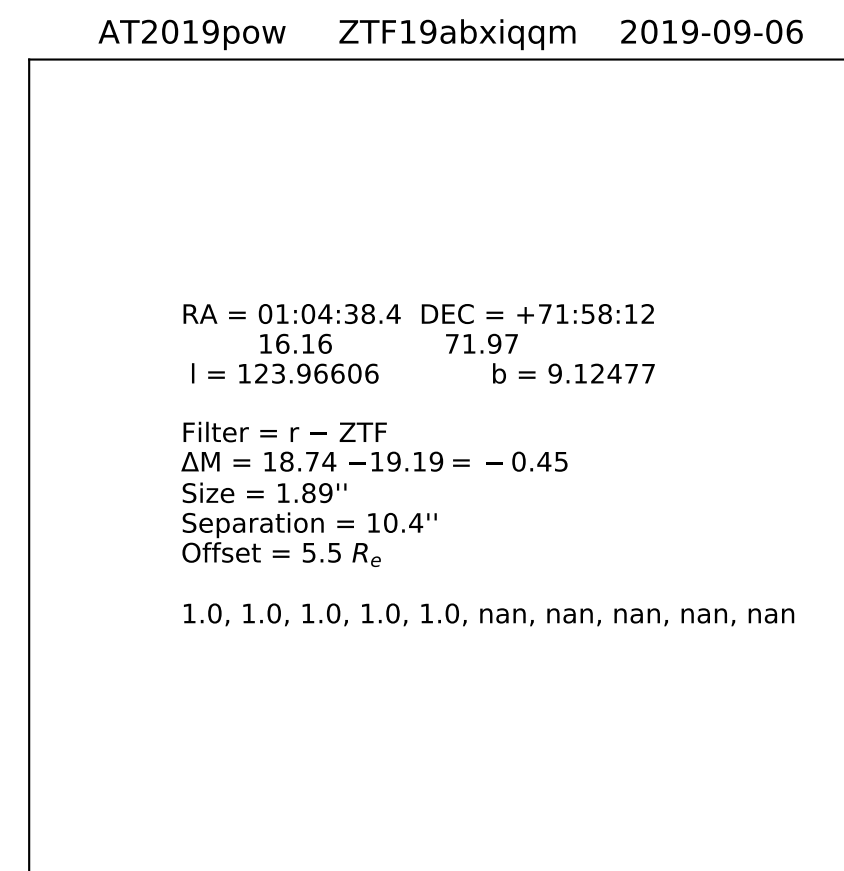 AT2019pow ZTF19abxiqqm 2019-09-06
RA = 01:04:38.4 DEC = +71:58:12
16.16 71.97
l = 123.96606 b = 9.12477
Filter = r − ZTF
ΔM = 18.74 −19.19 = − 0.45
Size = 1.89''
Separation = 10.4''
Offset = 5.5 Rₑ
1.0, 1.0, 1.0, 1.0, 1.0, nan, nan, nan, nan, nan